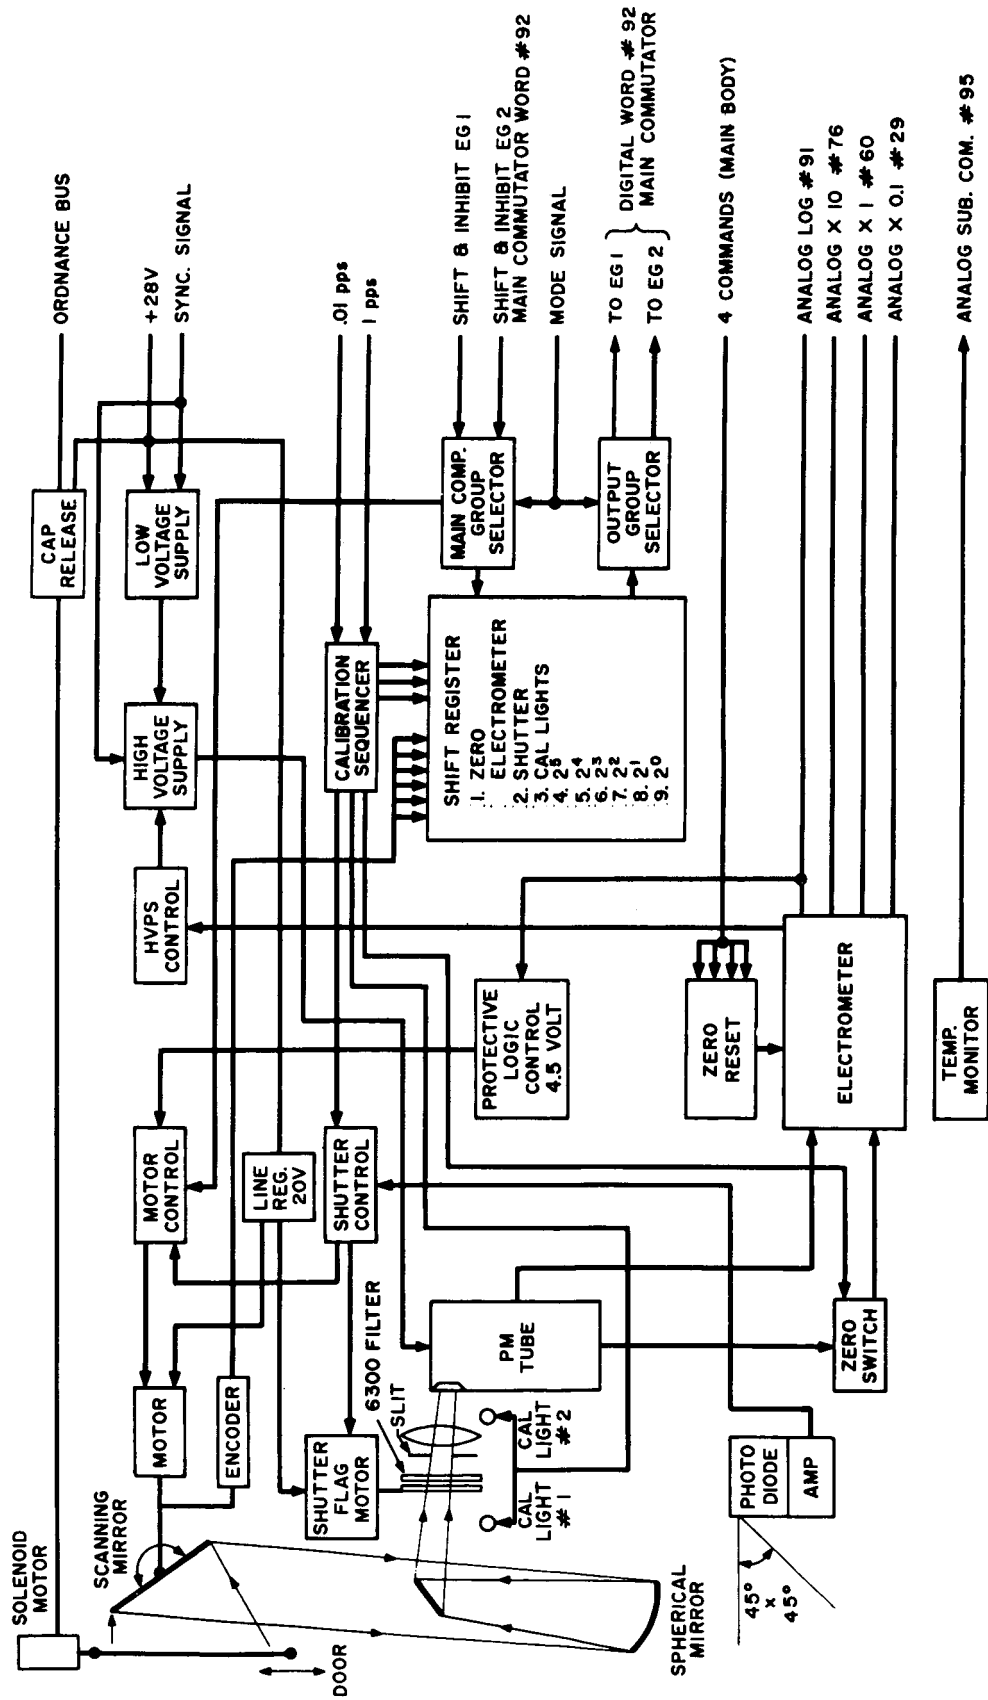 SOLENOID
MOTOR
DOOR
SCANNING
MIRROR
MOTOR
ENCODER
MOTOR
CONTROL
ORDNANCE BUS
CAP
RELEASE
+28V
SYNC. SIGNAL
LOW
VOLTAGE
SUPPLY
HIGH
VOLTAGE
SUPPLY
HVPS
CONTROL
LINE
REG.
20V
SHUTTER
FLAG
MOTOR
SHUTTER
CONTROL
6300 FILTER
SLIT
CAL
LIGHT
#1
CAL
LIGHT
#2
PM
TUBE
SPHERICAL
MIRROR
.01 pps
1 pps
CALIBRATION
SEQUENCER
SHIFT REGISTER
1. ZERO
ELECTROMETER
2. SHUTTER
3. CAL LIGHTS
4. 2⁵
5. 2⁴
6. 2³
7. 2²
8. 2¹
9. 2⁰
MAIN COMP.
GROUP
SELECTOR
SHIFT & INHIBIT EG 1
SHIFT & INHIBIT EG 2
MAIN COMMUTATOR WORD #92
MODE SIGNAL
OUTPUT
GROUP
SELECTOR
TO EG 1
TO EG 2
DIGITAL WORD #92
MAIN COMMUTATOR
PROTECTIVE
LOGIC
CONTROL
4.5 VOLT
4 COMMANDS (MAIN BODY)
ZERO
RESET
ELECTROMETER
ANALOG LOG #91
ANALOG X 10 #76
ANALOG X 1 #60
ANALOG X 0.1 #29
ZERO
SWITCH
PHOTO
DIODE
AMP
45°
X
45°
TEMP.
MONITOR
ANALOG SUB. COM. #95